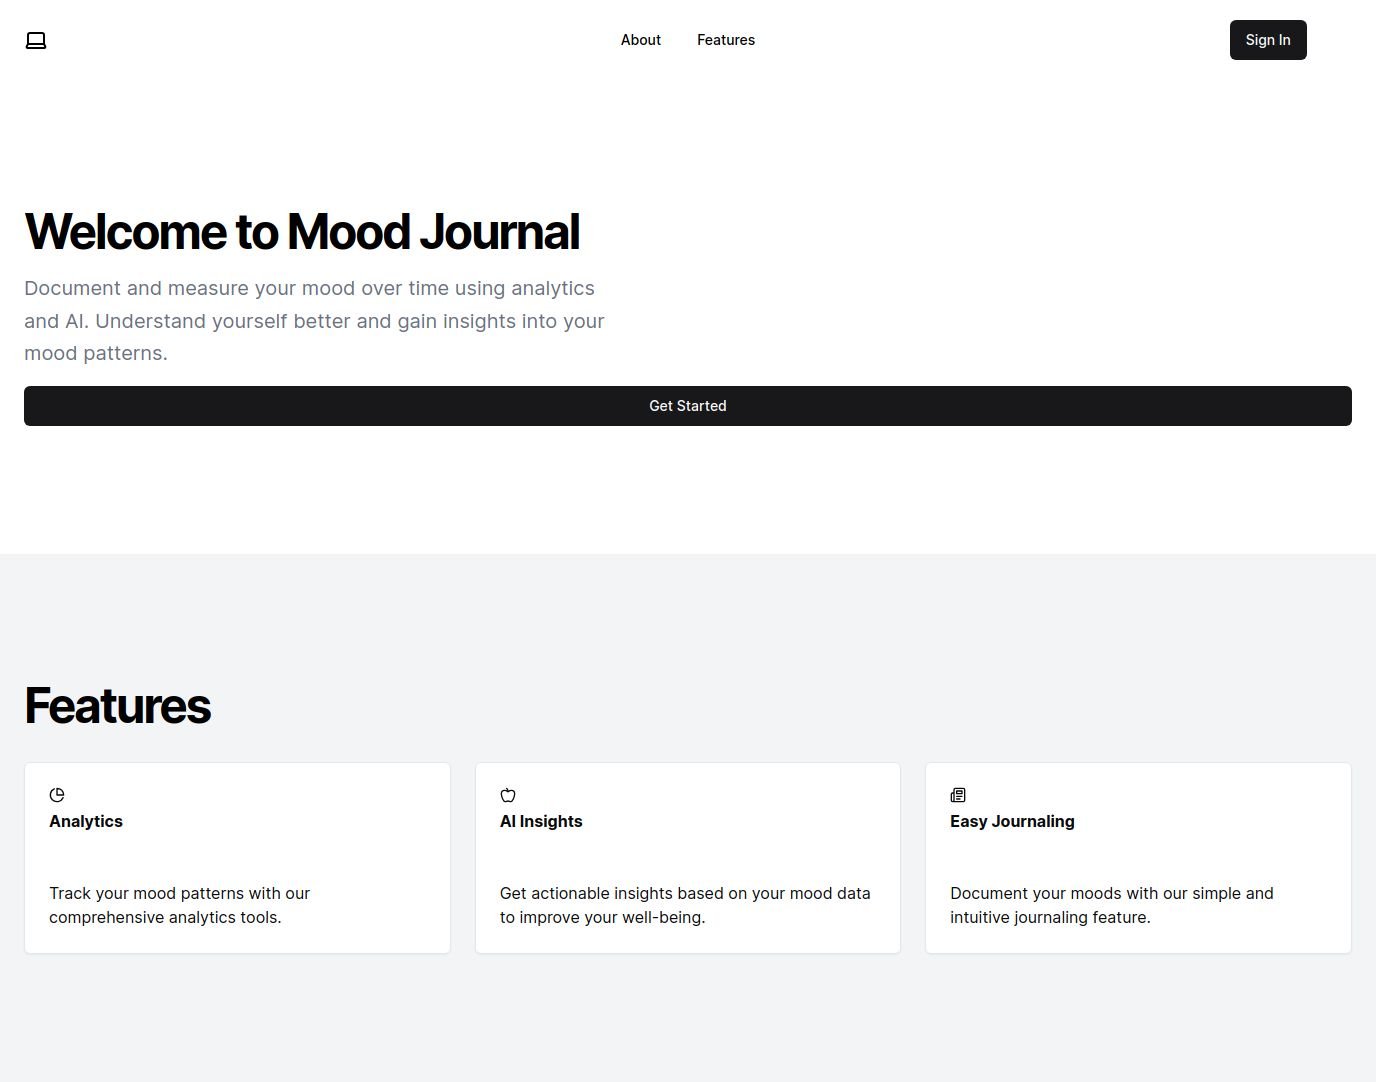 About
Features
Sign In
Welcome to Mood Journal
Document and measure your mood over time using analytics
and AI. Understand yourself better and gain insights into your
mood patterns.
Get Started
Features
Analytics
Track your mood patterns with our
comprehensive analytics tools.
AI Insights
Get actionable insights based on your mood data
to improve your well-being.
Easy Journaling
Document your moods with our simple and
intuitive journaling feature.